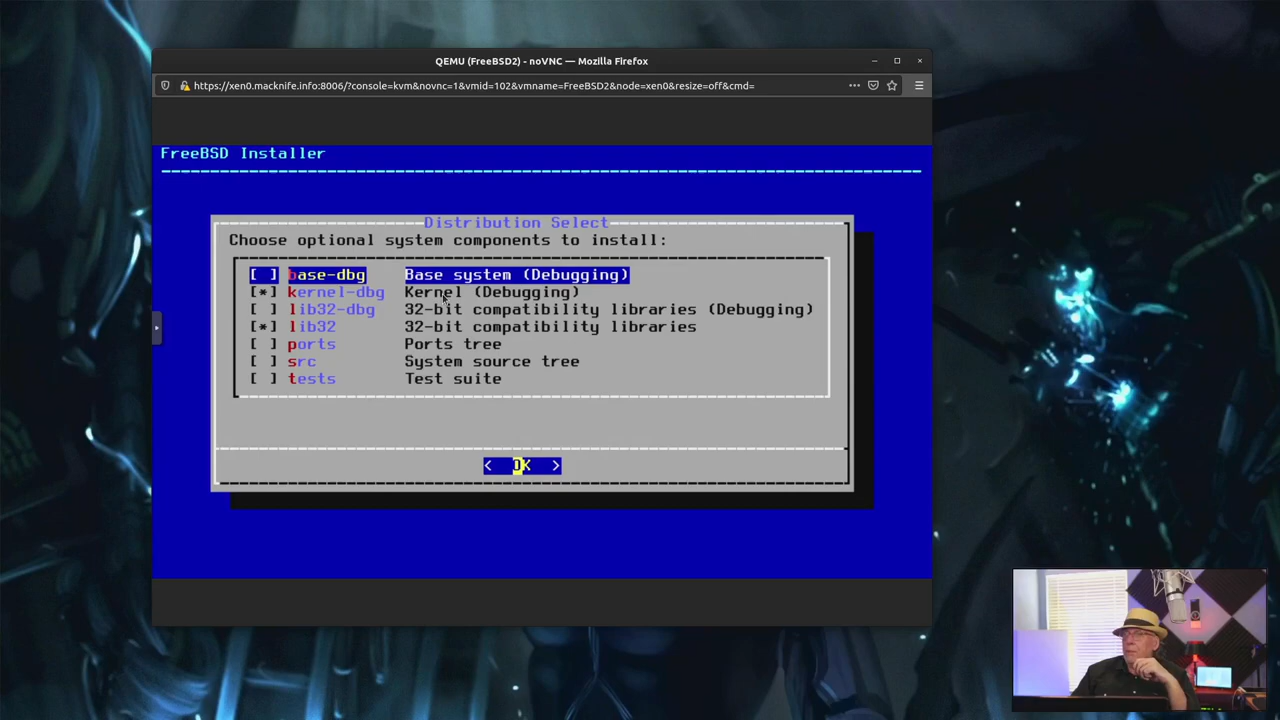 QEMU (FreeBSD2) - noVNC — Mozilla Firefox
https://xen0.macknife.info:8006/?console=kvm&novnc=1&vmid=102&vmname=FreeBSD2&node=xen0&resize=off&cmd=
FreeBSD Installer
Distribution Select
Choose optional system components to install:
[ ] base-dbg Base system (Debugging)
[*] kernel-dbg Kernel (Debugging)
[ ] lib32-dbg 32-bit compatibility libraries (Debugging)
[*] lib32 32-bit compatibility libraries
[ ] ports Ports tree
[ ] src System source tree
[ ] tests Test suite
< OK >